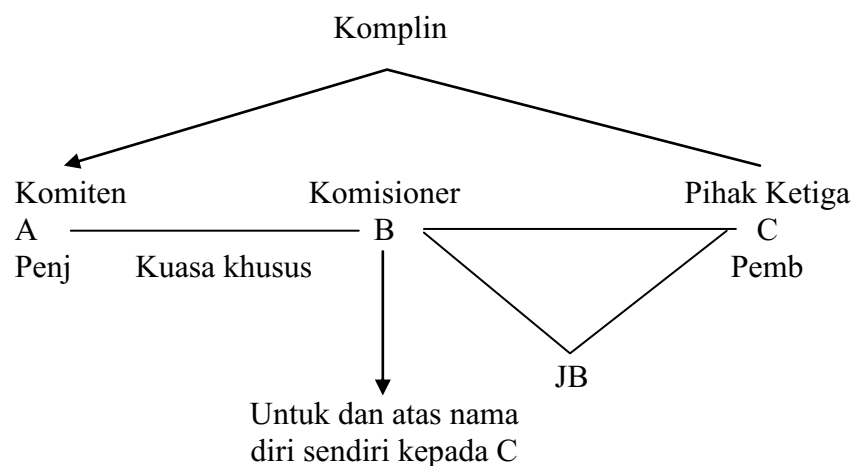 Komplin
Komiten Komisioner Pihak Ketiga
A B C
Penj Kuasa khusus Pemb
JB
Untuk dan atas nama
diri sendiri kepada C